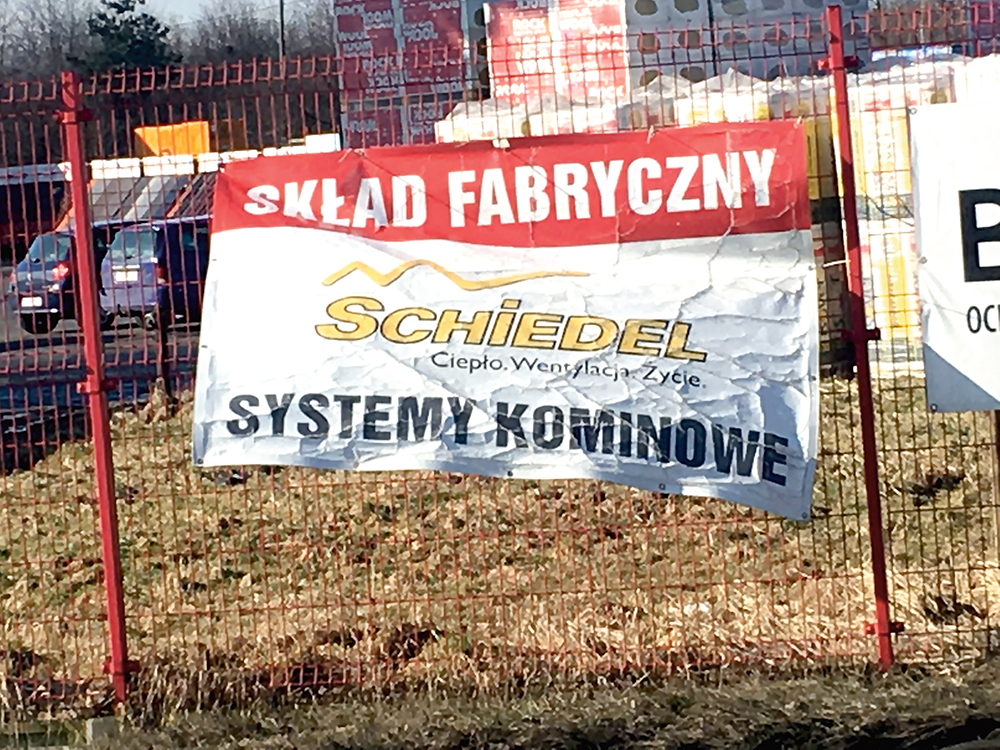 SKŁAD FABRYCZNY
SCHiEDEL
Ciepło. Wentylacja. Życie.
SYSTEMY KOMINOWE